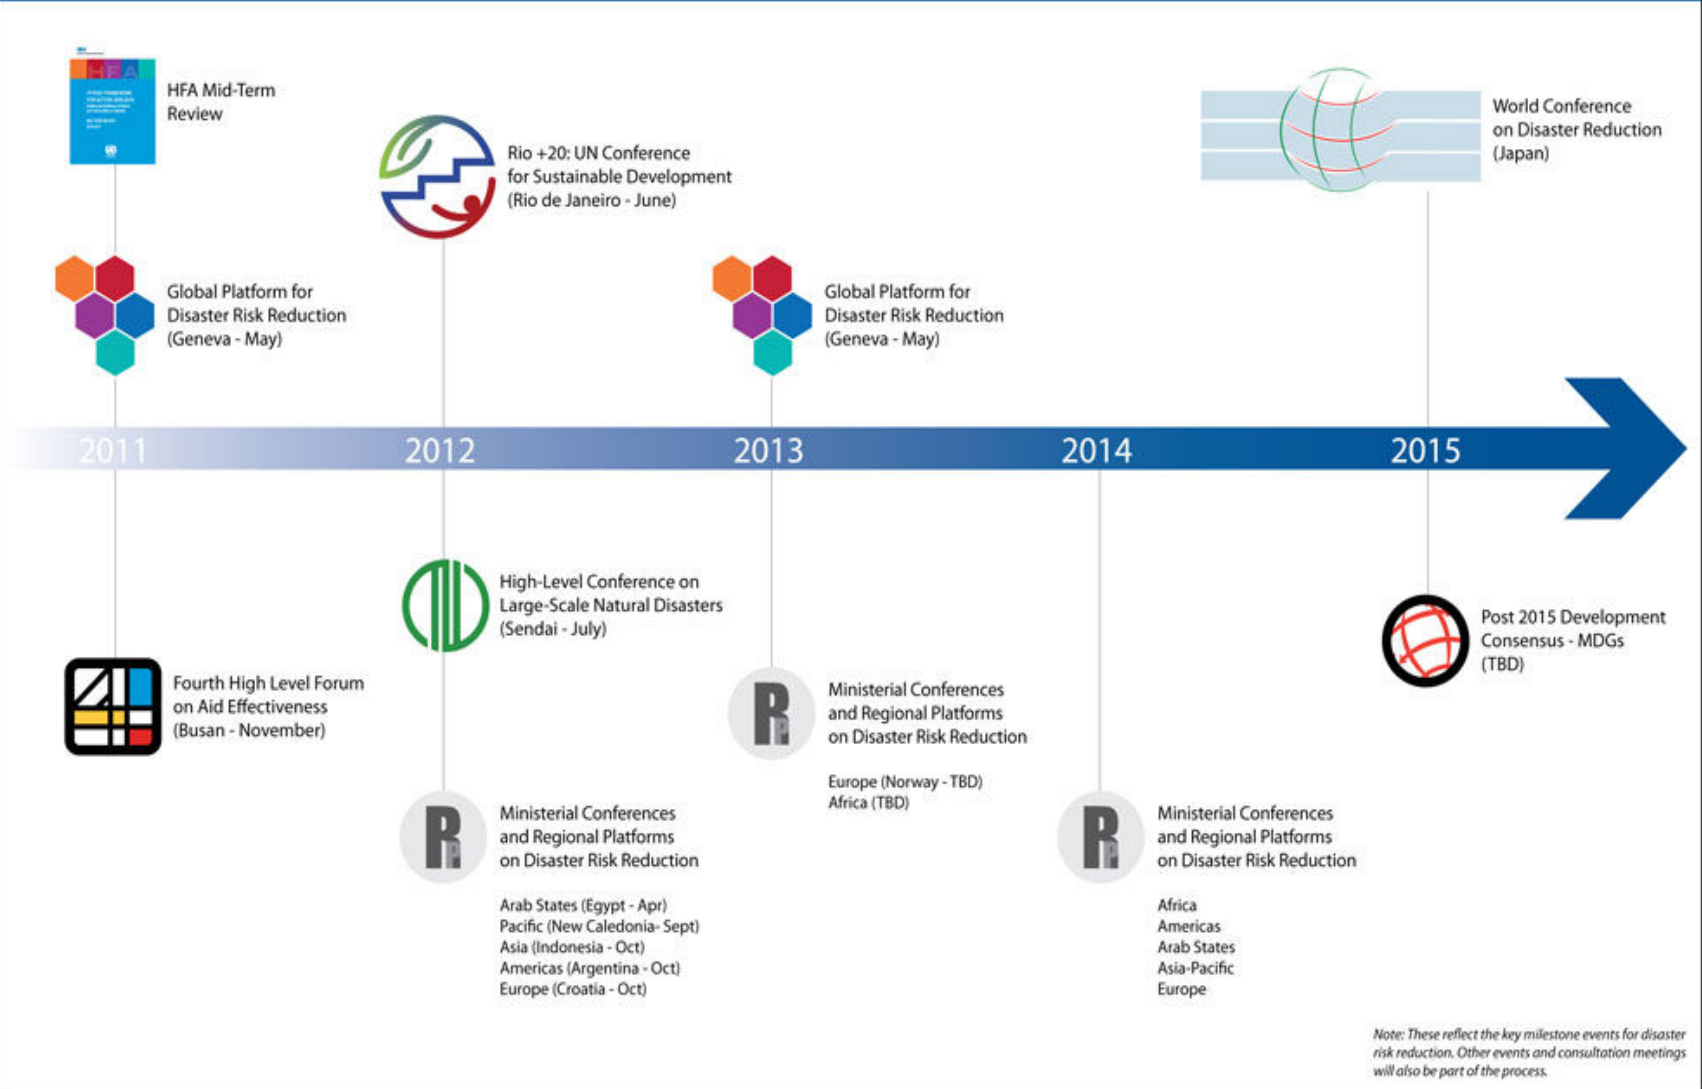 HFA
HFA Mid-Term
Review
Rio +20: UN Conference
for Sustainable Development
(Rio de Janeiro - June)
World Conference
on Disaster Reduction
(Japan)
Global Platform for
Disaster Risk Reduction
(Geneva - May)
Global Platform for
Disaster Risk Reduction
(Geneva - May)
2011
2012
2013
2014
2015
High-Level Conference on
Large-Scale Natural Disasters
(Sendai - July)
Post 2015 Development
Consensus - MDGs
(TBD)
Fourth High Level Forum
on Aid Effectiveness
(Busan - November)
R
Ministerial Conferences
and Regional Platforms
on Disaster Risk Reduction
Europe (Norway - TBD)
Africa (TBD)
R
Ministerial Conferences
and Regional Platforms
on Disaster Risk Reduction
Arab States (Egypt - Apr)
Pacific (New Caledonia- Sept)
Asia (Indonesia - Oct)
Americas (Argentina - Oct)
Europe (Croatia - Oct)
R
Ministerial Conferences
and Regional Platforms
on Disaster Risk Reduction
Africa
Americas
Arab States
Asia-Pacific
Europe
Note: These reflect the key milestone events for disaster
risk reduction. Other events and consultation meetings
will also be part of the process.